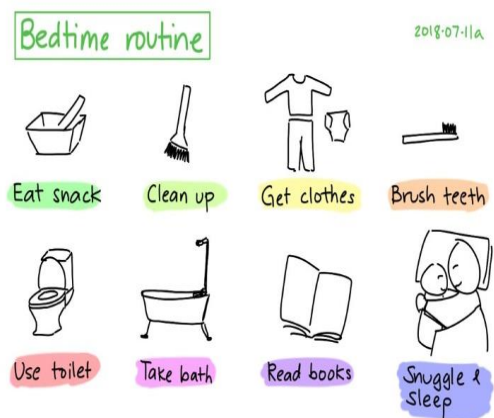 Bedtime routine
2018-07-11a
Eat snack
Clean up
Get clothes
Brush teeth
Use toilet
Take bath
Read books
Snuggle &
sleep